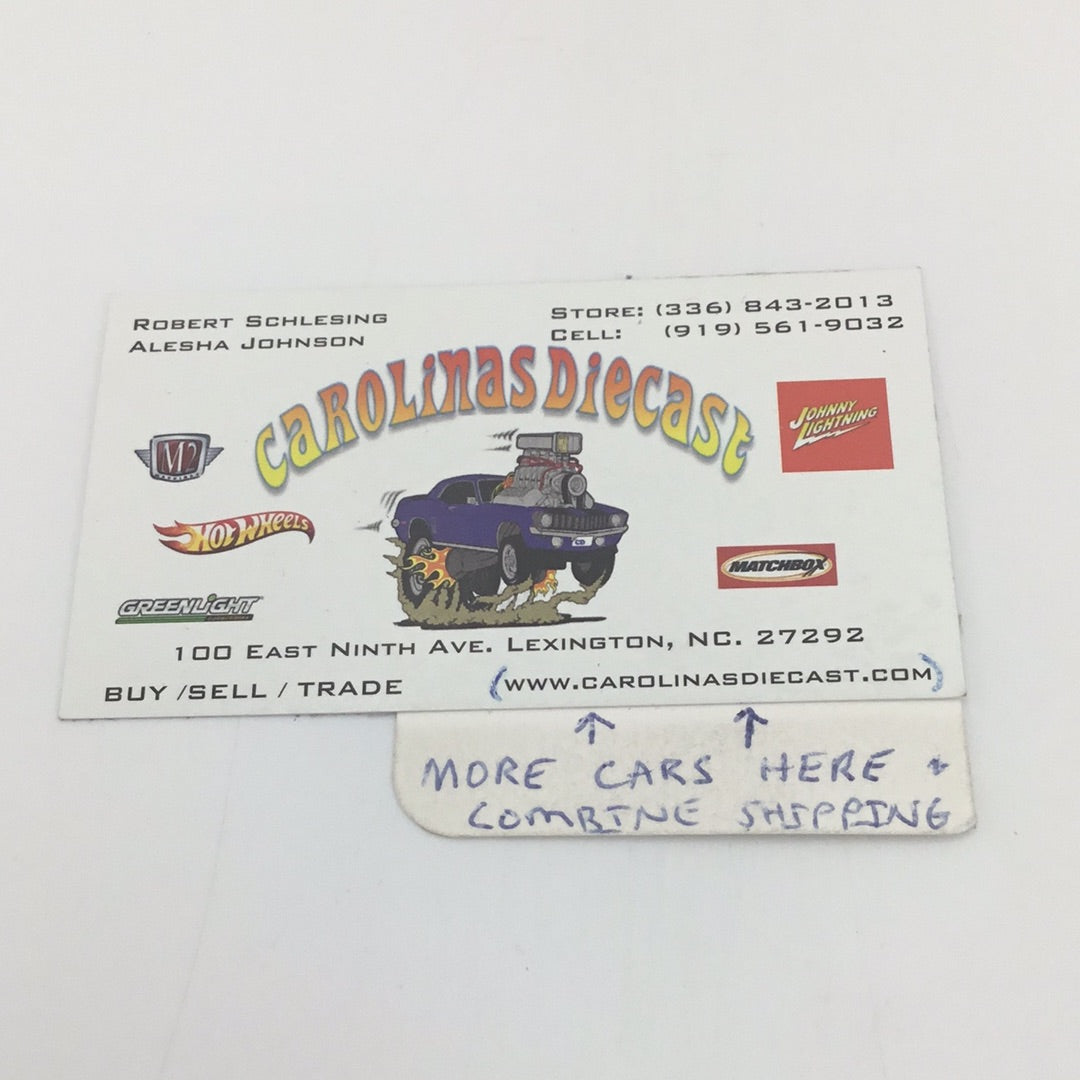 ROBERT SCHLESING
ALESHA JOHNSON
STORE: (336) 843-2013
CELL: (919) 561-9032
CAROLINAS DIECAST
M2
JOHNNY
LIGHTNING
HOT WHEELS
MATCHBOX
GREENLIGHT
CD
100 EAST NINTH AVE. LEXINGTON, NC. 27292
BUY /SELL / TRADE
(WWW.CAROLINASDIECAST.COM)
↑ ↑
MORE CARS HERE +
COMBINE SHIPPING